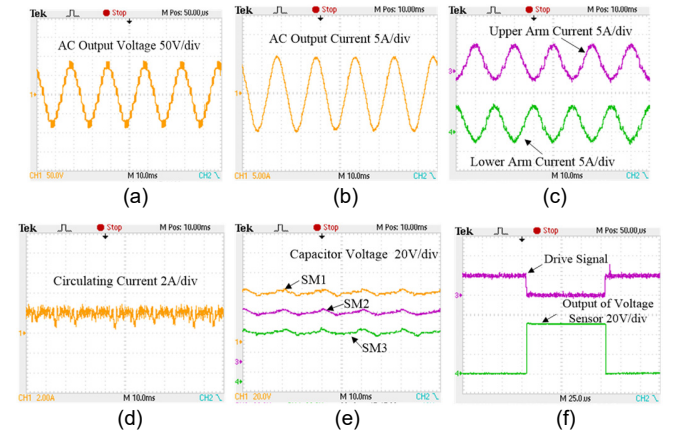 Tek Stop M Pos: 50.00μs
AC Output Voltage 50V/div
1
CH1 50.0V M 10.0ms CH2
(a)
Tek Stop M Pos: 10.00ms
AC Output Current 5A/div
1
CH1 5.00A M 10.0ms CH2
(b)
Tek Stop M Pos: 10.00ms
Upper Arm Current 5A/div
3
4
Lower Arm Current 5A/div
M 10.0ms CH2
(c)
Tek Stop M Pos: 10.00ms
Circulating Current 2A/div
1
CH1 2.00A M 10.0ms CH2
(d)
Tek Stop M Pos: 10.00ms
Capacitor Voltage 20V/div
SM1
SM2
1
SM3
3
4
CH1 20.0V M 10.0ms CH2
(e)
Tek Stop M Pos: 50.00μs
Drive Signal
3
Output of Voltage
Sensor 20V/div
4
M 25.0μs CH2
(f)